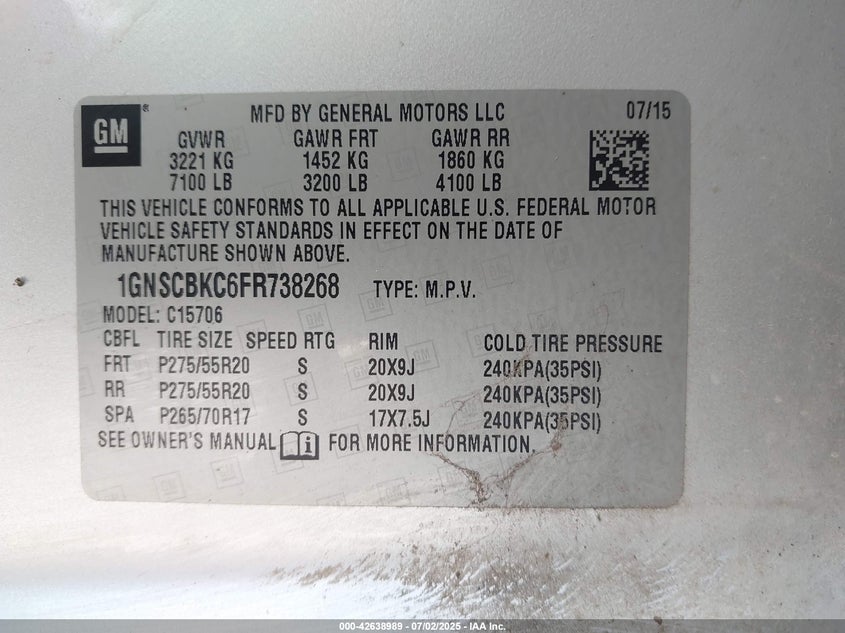 GM
MFD BY GENERAL MOTORS LLC 07/15
GVWR GAWR FRT GAWR RR
3221 KG 1452 KG 1860 KG
7100 LB 3200 LB 4100 LB
THIS VEHICLE CONFORMS TO ALL APPLICABLE U.S. FEDERAL MOTOR
VEHICLE SAFETY STANDARDS IN EFFECT ON THE DATE OF
MANUFACTURE SHOWN ABOVE.
1GNSCBKC6FR738268 TYPE: M.P.V.
MODEL: C15706
CBFL TIRE SIZE SPEED RTG RIM COLD TIRE PRESSURE
FRT P275/55R20 S 20X9J 240KPA(35PSI)
RR P275/55R20 S 20X9J 240KPA(35PSI)
SPA P265/70R17 S 17X7.5J 240KPA(35PSI)
SEE OWNER'S MANUAL i FOR MORE INFORMATION.
000-42638989 - 07/02/2025 - IAA Inc.